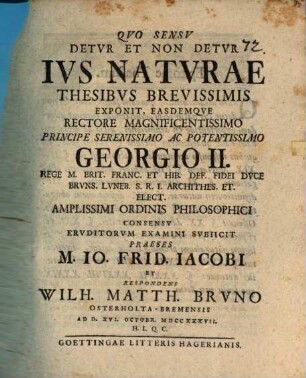 QVO SENSV
DETVR ET NON DETVR 72
IVS NATVRAE
THESIBVS BREVISSIMIS
EXPONIT, EASDEMQVE
RECTORE MAGNIFICENTISSIMO
PRINCIPE SERENISSIMO AC POTENTISSIMO
GEORGIO II.
REGE M. BRIT. FRANC. ET HIB. DEF. FIDEI DVCE
BRVNS. LVNEB. S. R. I. ARCHITHES. ET.
ELECT.
AMPLISSIMI ORDINIS PHILOSOPHICI
CONSENSV
ERVDITORVM EXAMINI SVBIICIT
PRAESES
M. IO. FRID. IACOBI
ET
RESPONDENS
WILH. MATTH. BRVNO
OSTERHOLTA-BREMENSIS
AD D. XVI. OCTOBR. MDCCXXXVII.
H. L. Q. C.
GOETTINGAE LITTERIS HAGERIANIS.